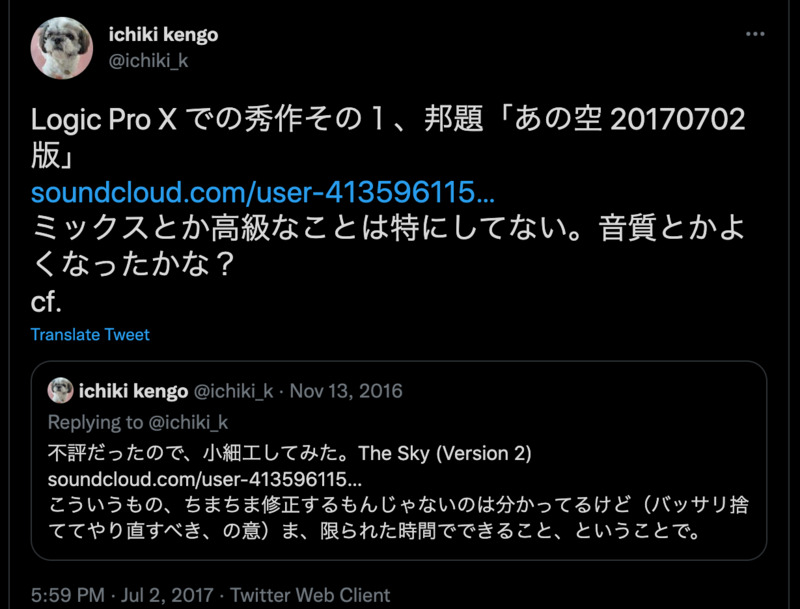 ichiki kengo
@ichiki_k
Logic Pro X での秀作その１、邦題「あの空 20170702
版」
soundcloud.com/user-413596115…
ミックスとか高級なことは特にしてない。音質とかよ
くなったかな？
cf.
Translate Tweet
ichiki kengo @ichiki_k · Nov 13, 2016
Replying to @ichiki_k
不評だったので、小細工してみた。The Sky (Version 2)
soundcloud.com/user-413596115…
こういうもの、ちまちま修正するもんじゃないのは分かってるけど（バッサリ捨
ててやり直すべき、の意）ま、限られた時間でできること、ということで。
5:59 PM · Jul 2, 2017 · Twitter Web Client